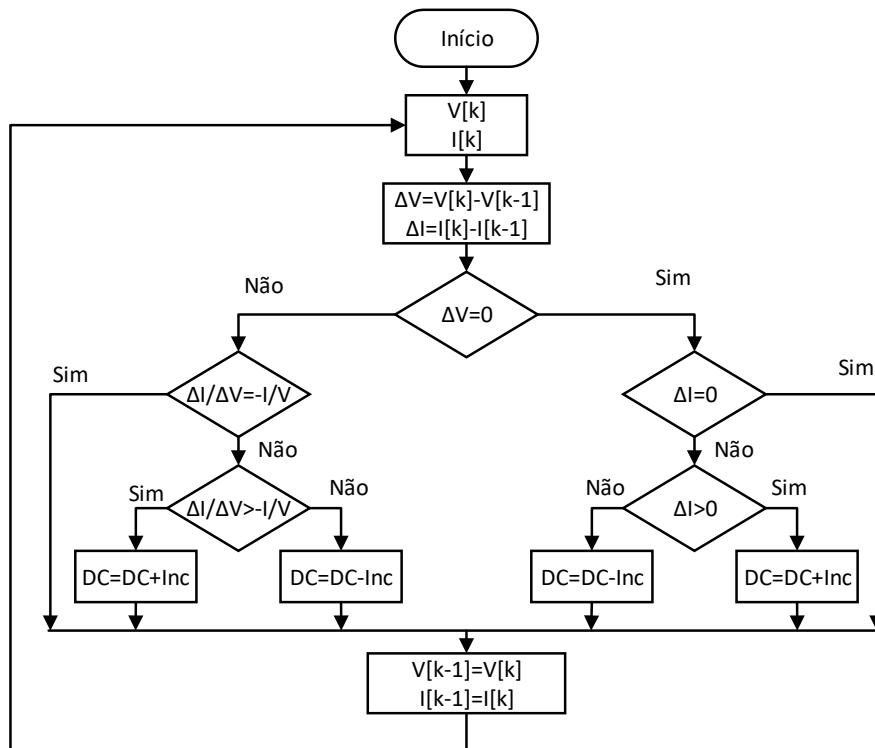 Início
V[k]
I[k]
ΔV=V[k]-V[k-1]
ΔI=I[k]-I[k-1]
Não
Sim
ΔV=0
Sim
ΔI/ΔV=-I/V
ΔI=0
Sim
Não
Não
Sim
ΔI/ΔV>-I/V
Não
Não
ΔI>0
Sim
DC=DC+Inc
DC=DC-Inc
DC=DC-Inc
DC=DC+Inc
V[k-1]=V[k]
I[k-1]=I[k]